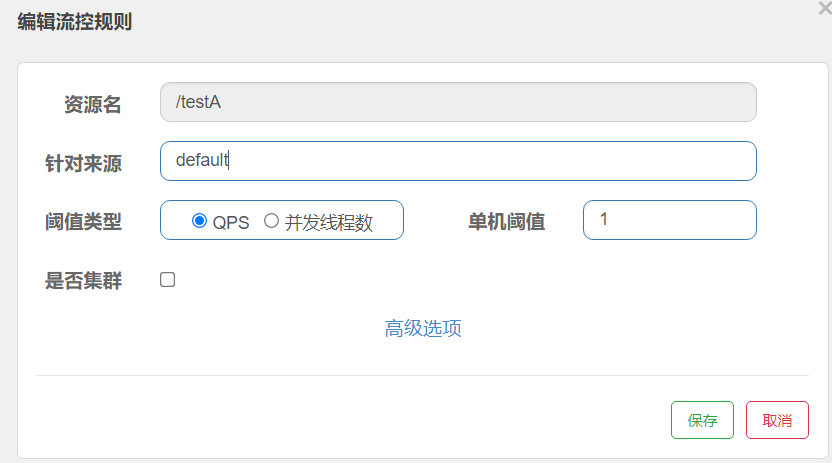 编辑流控规则
资源名 /testA
针对来源 default
阈值类型 QPS 并发线程数 单机阈值 1
是否集群
高级选项
保存 取消